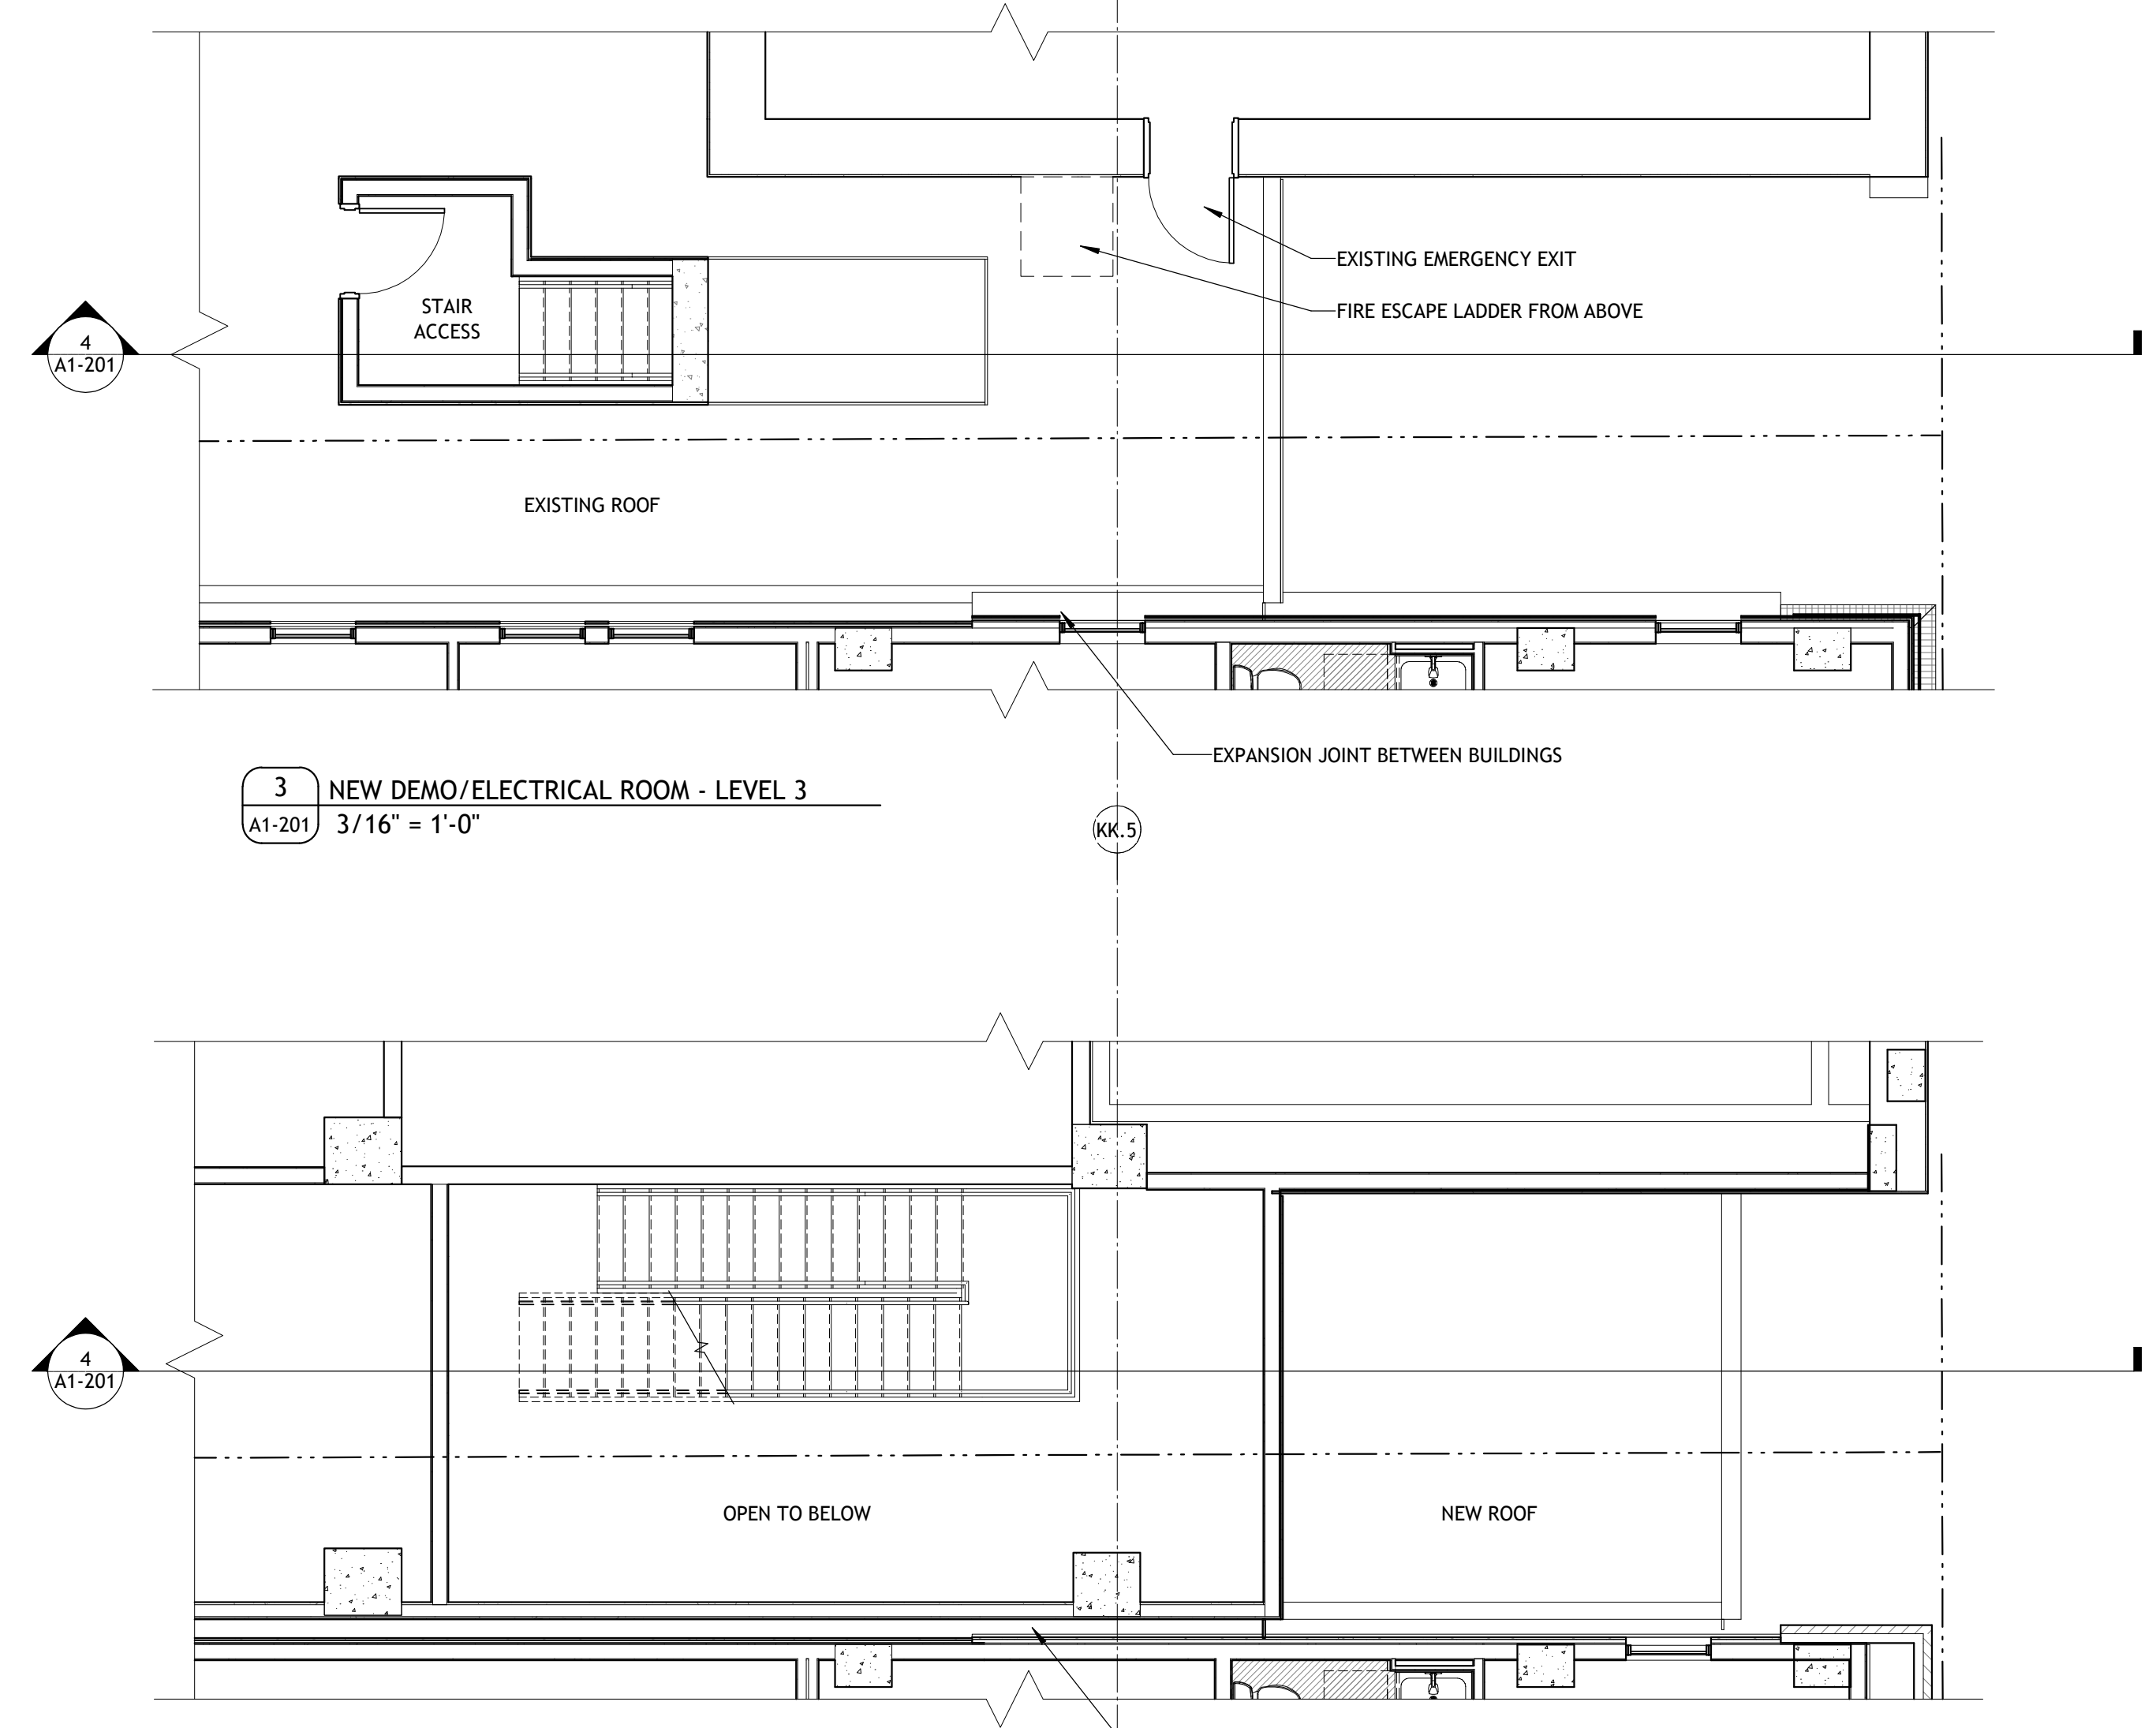 EXISTING EMERGENCY EXIT
STAIR
ACCESS
FIRE ESCAPE LADDER FROM ABOVE
4
A1-201
EXISTING ROOF
EXPANSION JOINT BETWEEN BUILDINGS
3
NEW DEMO/ELECTRICAL ROOM - LEVEL 3
A1-201
3/16" = 1'-0"
KK.5
4
A1-201
OPEN TO BELOW
NEW ROOF